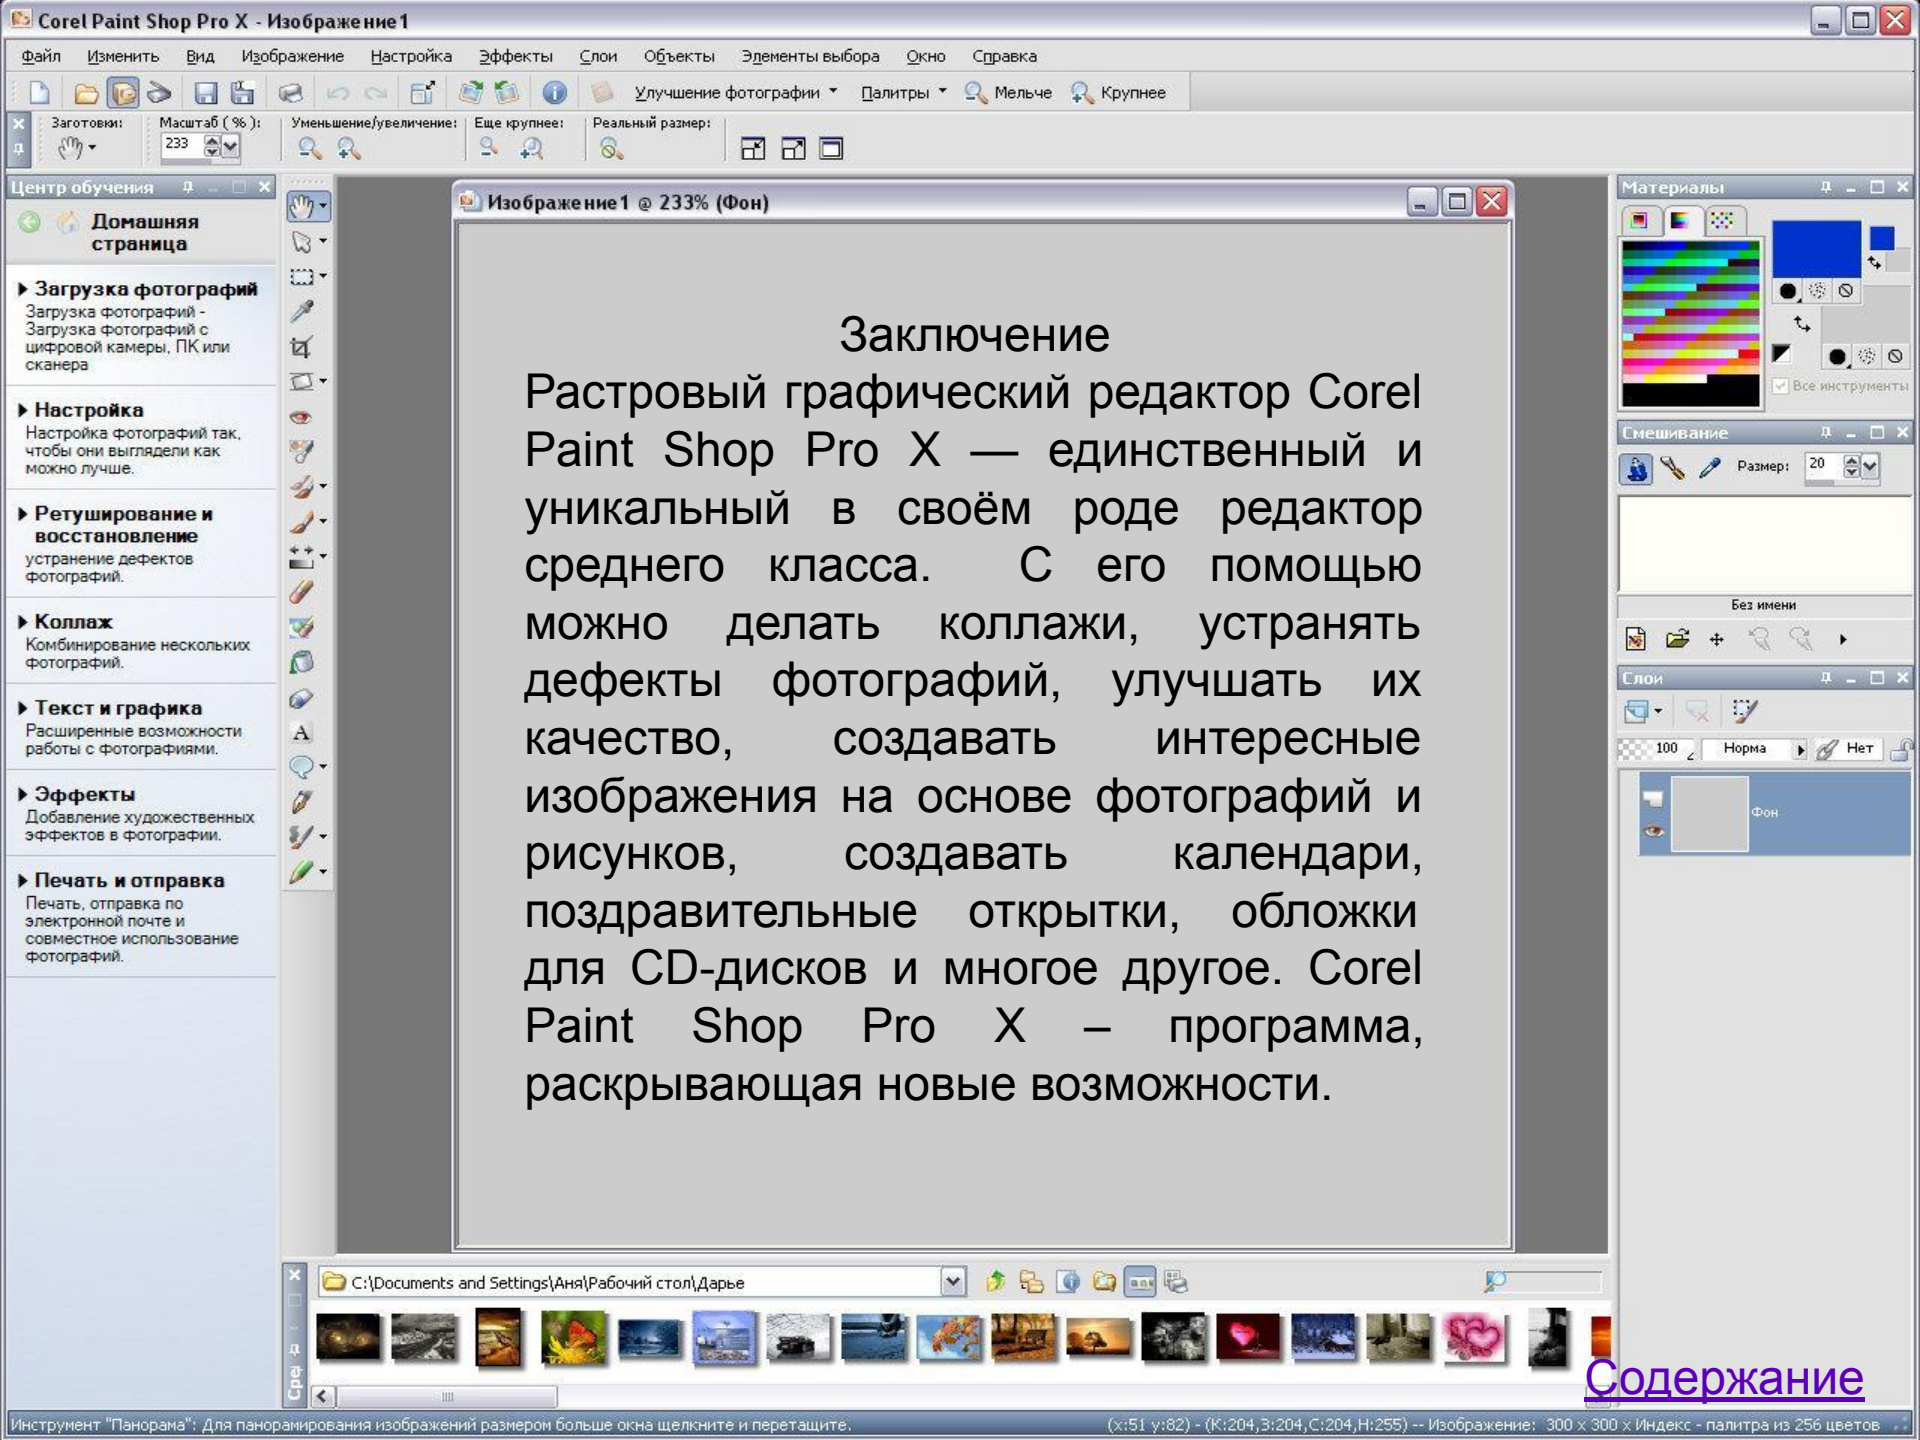 Corel Paint Shop Pro X - Изображение1
Файл Изменить Вид Изображение Настройка Эффекты Слои Объекты Элементы выбора Окно Справка
Улучшение фотографии Палитры Мельче Крупнее
Заготовки: Масштаб ( % ): Уменьшение/увеличение: Еще крупнее: Реальный размер:
233
Центр обучения
Домашняя
страница
Загрузка фотографий
Загрузка фотографий -
Загрузка фотографий с
цифровой камеры, ПК или
сканера
Настройка
Настройка фотографий так,
чтобы они выглядели как
можно лучше.
Ретуширование и
восстановление
устранение дефектов
фотографий.
Коллаж
Комбинирование нескольких
фотографий.
Текст и графика
Расширенные возможности
работы с фотографиями.
Эффекты
Добавление художественных
эффектов в фотографии.
Печать и отправка
Печать, отправка по
электронной почте и
совместное использование
фотографий.
Изображение1 @ 233% (Фон)
Заключение
Растровый графический редактор Corel
Paint Shop Pro X — единственный и
уникальный в своём роде редактор
среднего класса. С его помощью
можно делать коллажи, устранять
дефекты фотографий, улучшать их
качество, создавать интересные
изображения на основе фотографий и
рисунков, создавать календари,
поздравительные открытки, обложки
для CD-дисков и многое другое. Corel
Paint Shop Pro X – программа,
раскрывающая новые возможности.
Материалы
Все инструменты
Смешивание
Размер: 20
Без имени
Слои
100 Норма Нет
Фон
C:\Documents and Settings\Аня\Рабочий стол\Дарье
Содержание
Инструмент "Панорама": Для панорамирования изображений размером больше окна щелкните и перетащите.
(x:51 y:82) - (К:204,З:204,С:204,Н:255) -- Изображение: 300 x 300 x Индекс - палитра из 256 цветов